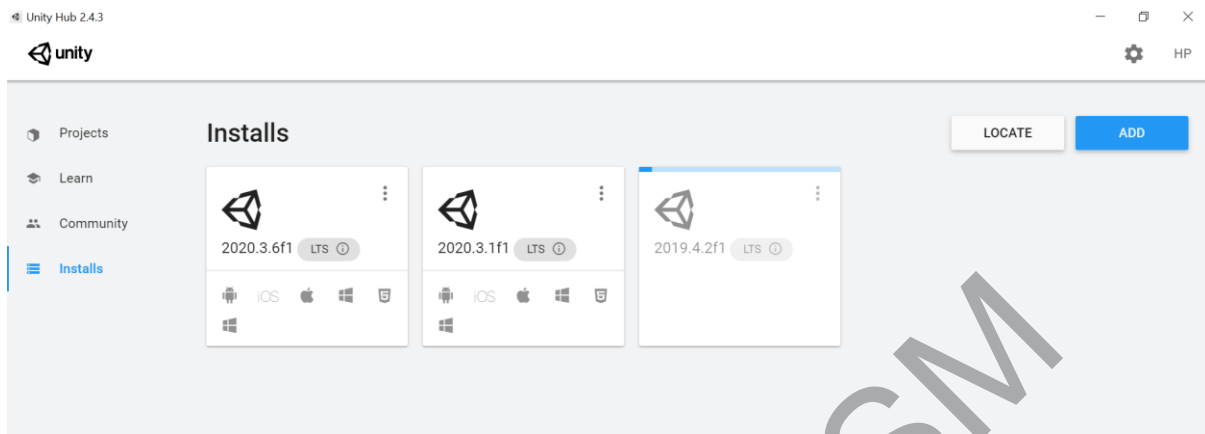 Unity Hub 2.4.3
unity
HP
Projects
Learn
Community
Installs
Installs
LOCATE
ADD
2020.3.6f1 LTS
iOS
2020.3.1f1 LTS
iOS
2019.4.2f1 LTS
SM